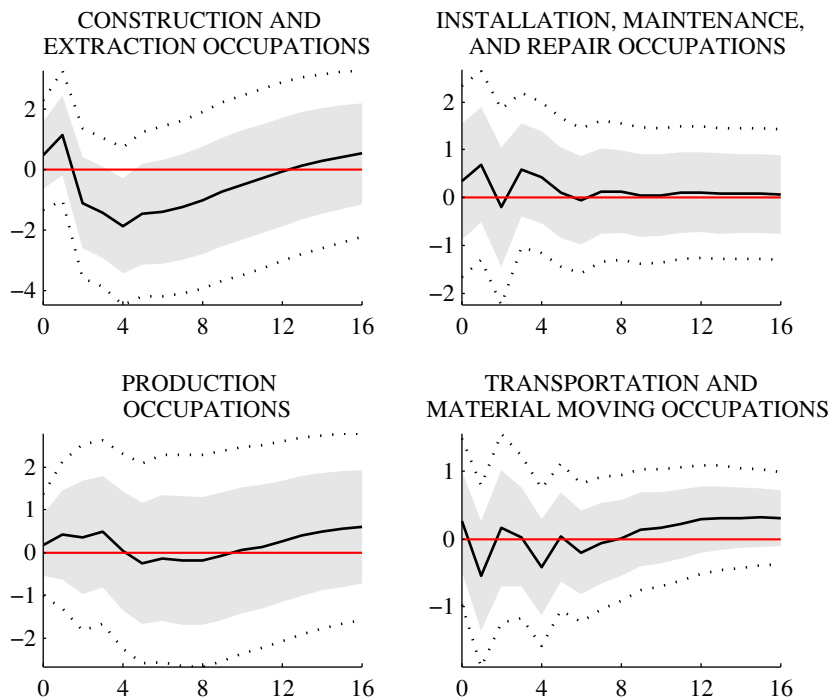 CONSTRUCTION AND
EXTRACTION OCCUPATIONS
2
0
−2
−4
0 4 8 12 16
INSTALLATION, MAINTENANCE,
AND REPAIR OCCUPATIONS
2
1
0
−1
−2
0 4 8 12 16
PRODUCTION
OCCUPATIONS
2
1
0
−1
−2
0 4 8 12 16
TRANSPORTATION AND
MATERIAL MOVING OCCUPATIONS
1
0
−1
0 4 8 12 16